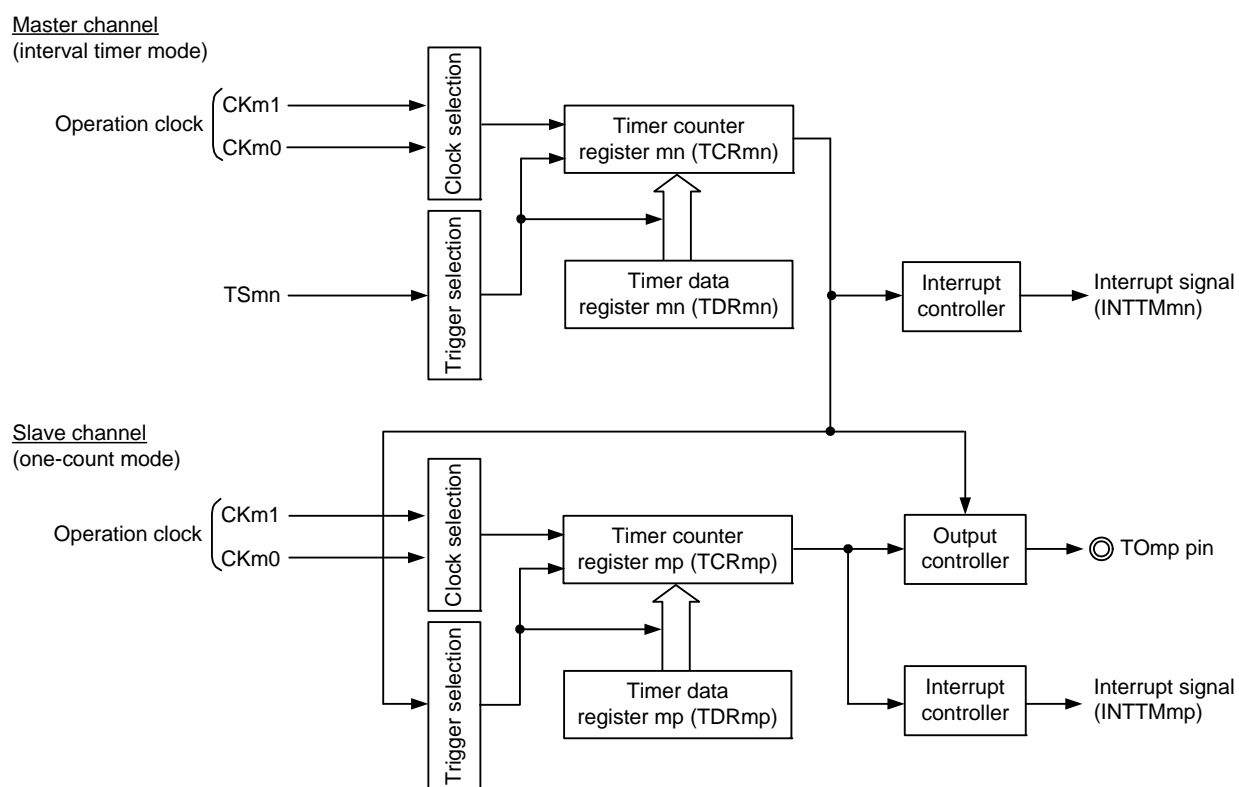 Master channel
(interval timer mode)
Operation clock
CKm1
CKm0
Clock selection
Timer counter
register mn (TCRmn)
TSmn
Trigger selection
Timer data
register mn (TDRmn)
Interrupt
controller
Interrupt signal
(INTTMmn)
Slave channel
(one-count mode)
Operation clock
CKm1
CKm0
Clock selection
Timer counter
register mp (TCRmp)
Output
controller
TOmp pin
Trigger selection
Timer data
register mp (TDRmp)
Interrupt
controller
Interrupt signal
(INTTMmp)